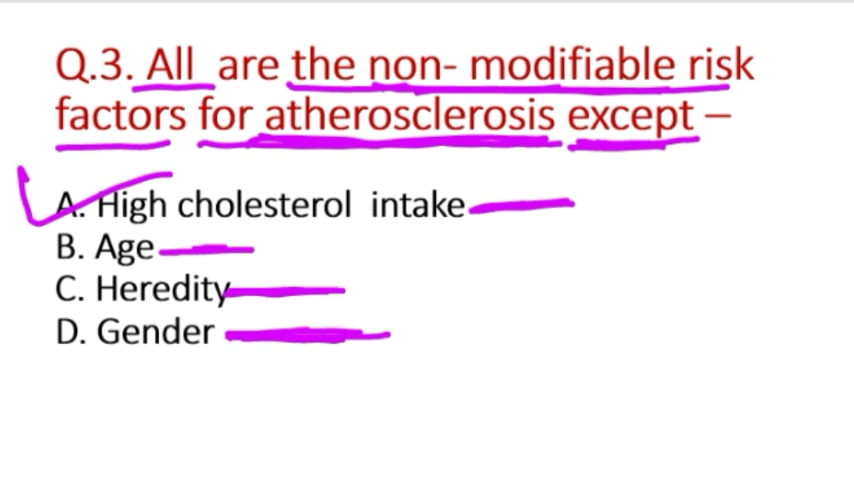 Q.3. All are the non- modifiable risk
factors for atherosclerosis except –
A. High cholesterol intake
B. Age
C. Heredity
D. Gender